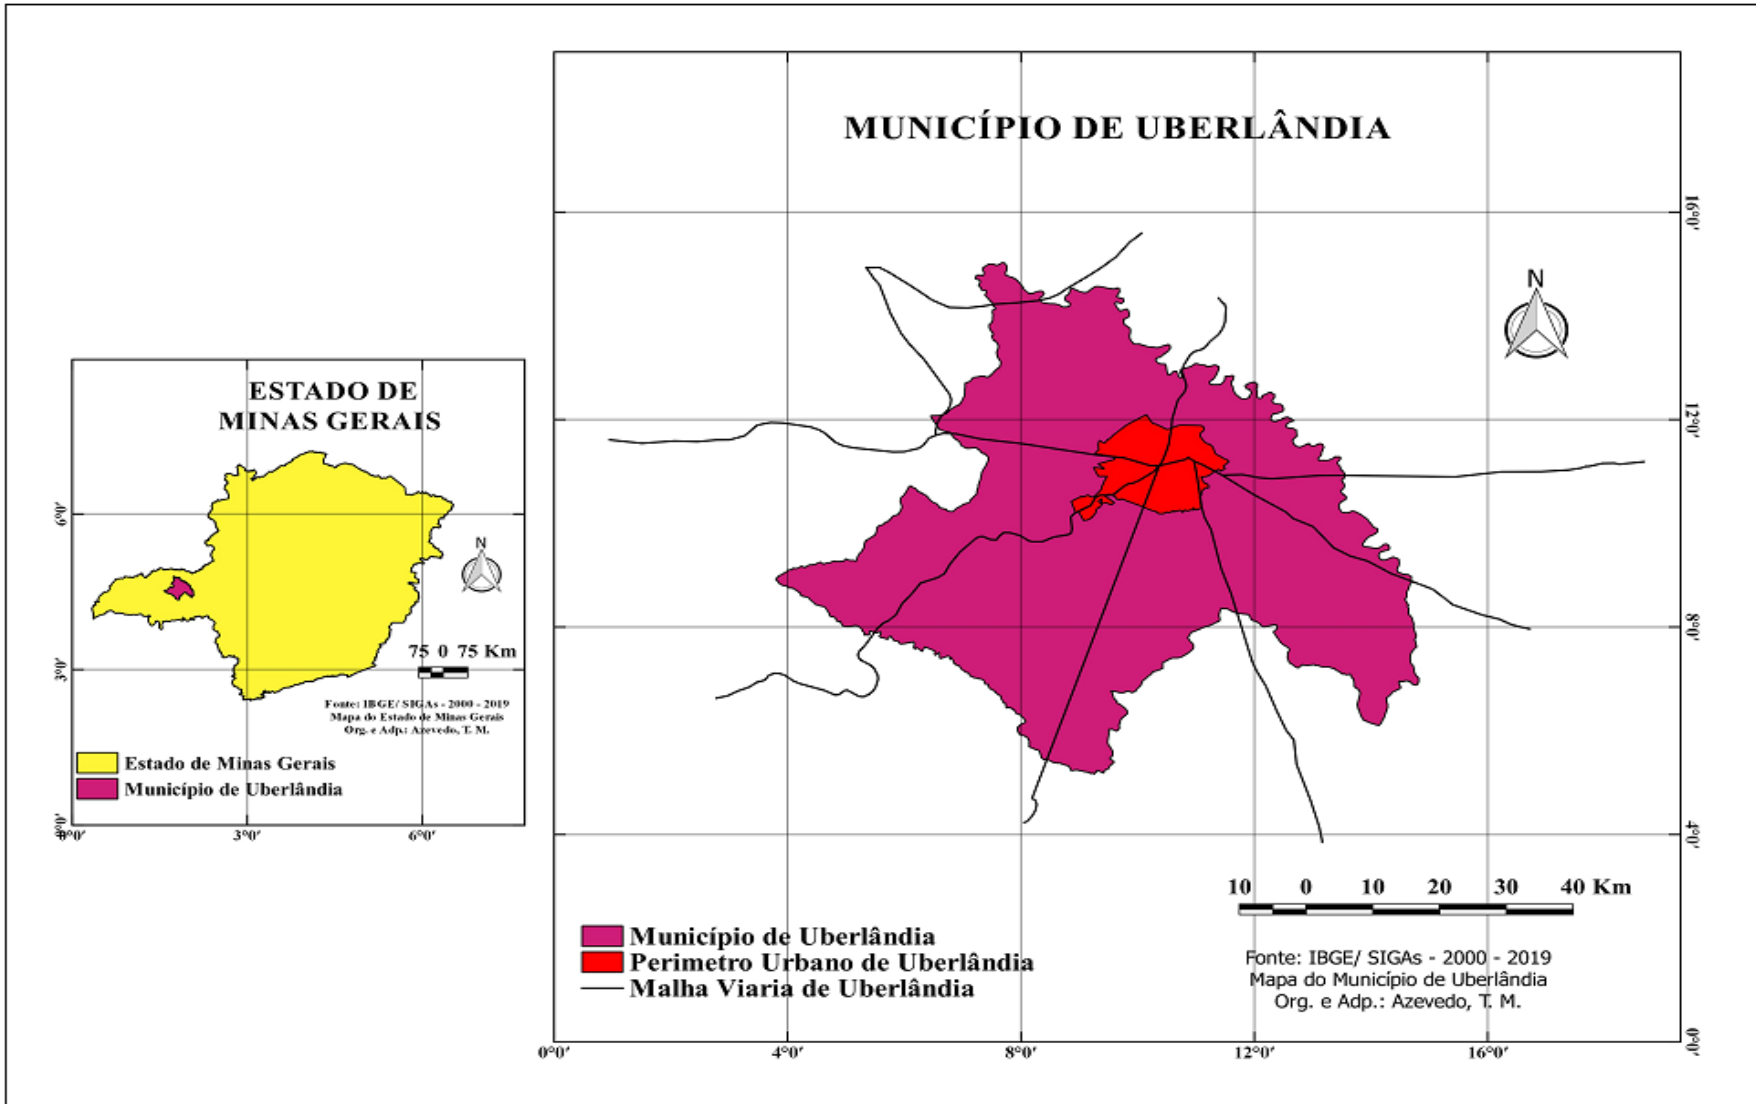 MUNICÍPIO DE UBERLÂNDIA
16°0'
N
12°0'
8°0'
4°0'
0°0'
10 0 10 20 30 40 Km
Fonte: IBGE/ SIGAs - 2000 - 2019
Mapa do Município de Uberlândia
Org. e Adp.: Azevedo, T. M.
Município de Uberlândia
Perimetro Urbano de Uberlândia
Malha Viaria de Uberlândia
0°0' 4°0' 8°0' 12°0' 16°0'
ESTADO DE
MINAS GERAIS
6°0'
N
75 0 75 Km
3°0'
Fonte: IBGE/ SIGAs - 2000 - 2019
Mapa do Estado de Minas Gerais
Org. e Adp.: Azevedo, T. M.
Estado de Minas Gerais
Município de Uberlândia
0°0'
0°0' 3°0' 6°0'